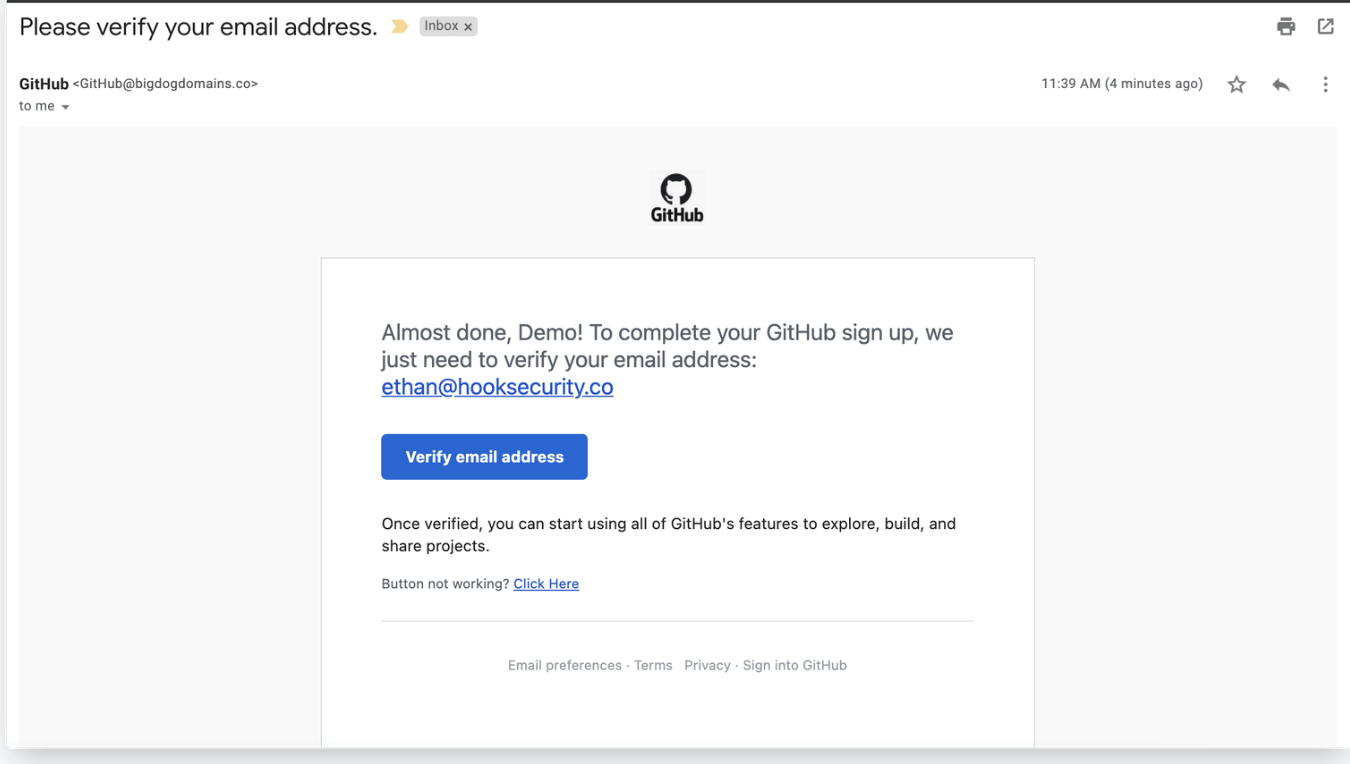 Please verify your email address. Inbox x
GitHub <GitHub@bigdogdomains.co> 11:39 AM (4 minutes ago)
to me
GitHub
Almost done, Demo! To complete your GitHub sign up, we
just need to verify your email address:
ethan@hooksecurity.co
Verify email address
Once verified, you can start using all of GitHub's features to explore, build, and
share projects.
Button not working? Click Here
Email preferences · Terms Privacy · Sign into GitHub